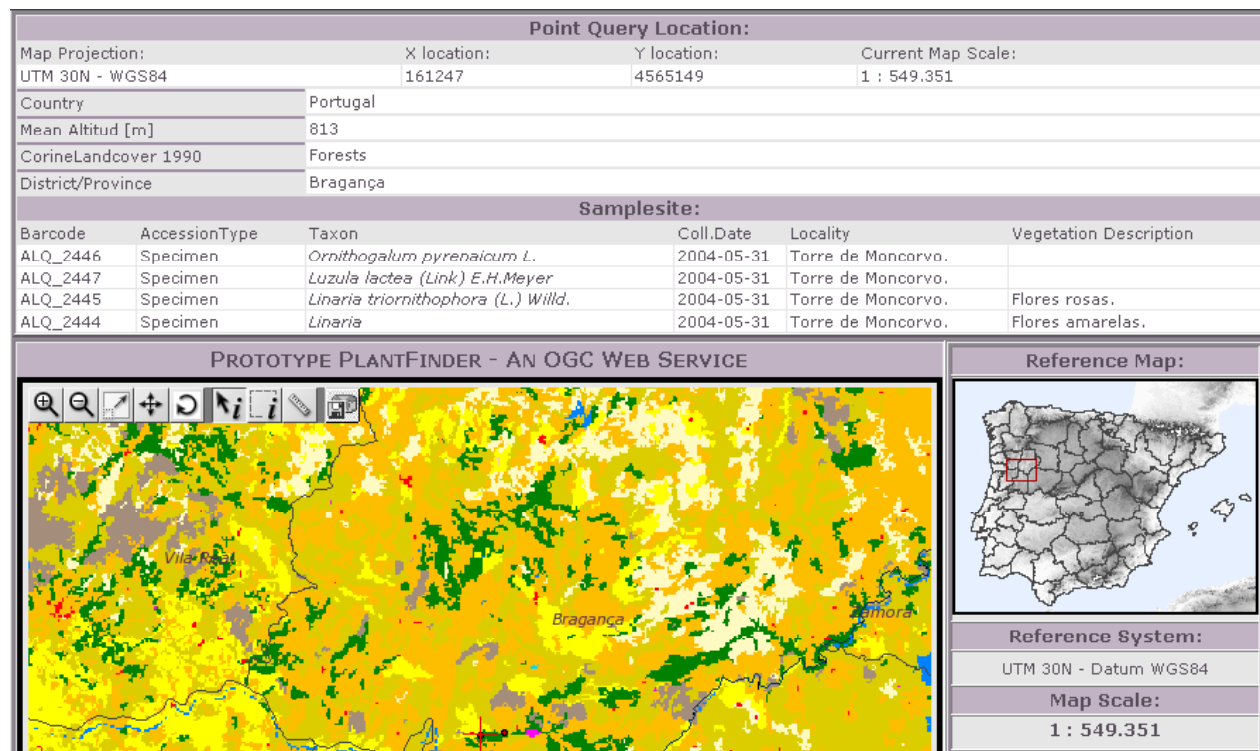 Point Query Location:
Map Projection: X location: Y location: Current Map Scale:
UTM 30N - WGS84 161247 4565149 1 : 549.351
Country Portugal
Mean Altitud [m] 813
CorineLandcover 1990 Forests
District/Province Bragança
Samplesite:
Barcode AccessionType Taxon Coll.Date Locality Vegetation Description
ALQ_2446 Specimen Ornithogalum pyrenaicum L. 2004-05-31 Torre de Moncorvo.
ALQ_2447 Specimen Luzula lactea (Link) E.H.Meyer 2004-05-31 Torre de Moncorvo.
ALQ_2445 Specimen Linaria triornithophora (L.) Willd. 2004-05-31 Torre de Moncorvo. Flores rosas.
ALQ_2444 Specimen Linaria 2004-05-31 Torre de Moncorvo. Flores amarelas.
PROTOTYPE PLANTFINDER - AN OGC WEB SERVICE
Reference Map:
Vila Real
Bragança
Zamora
Reference System:
UTM 30N - Datum WGS84
Map Scale:
1 : 549.351